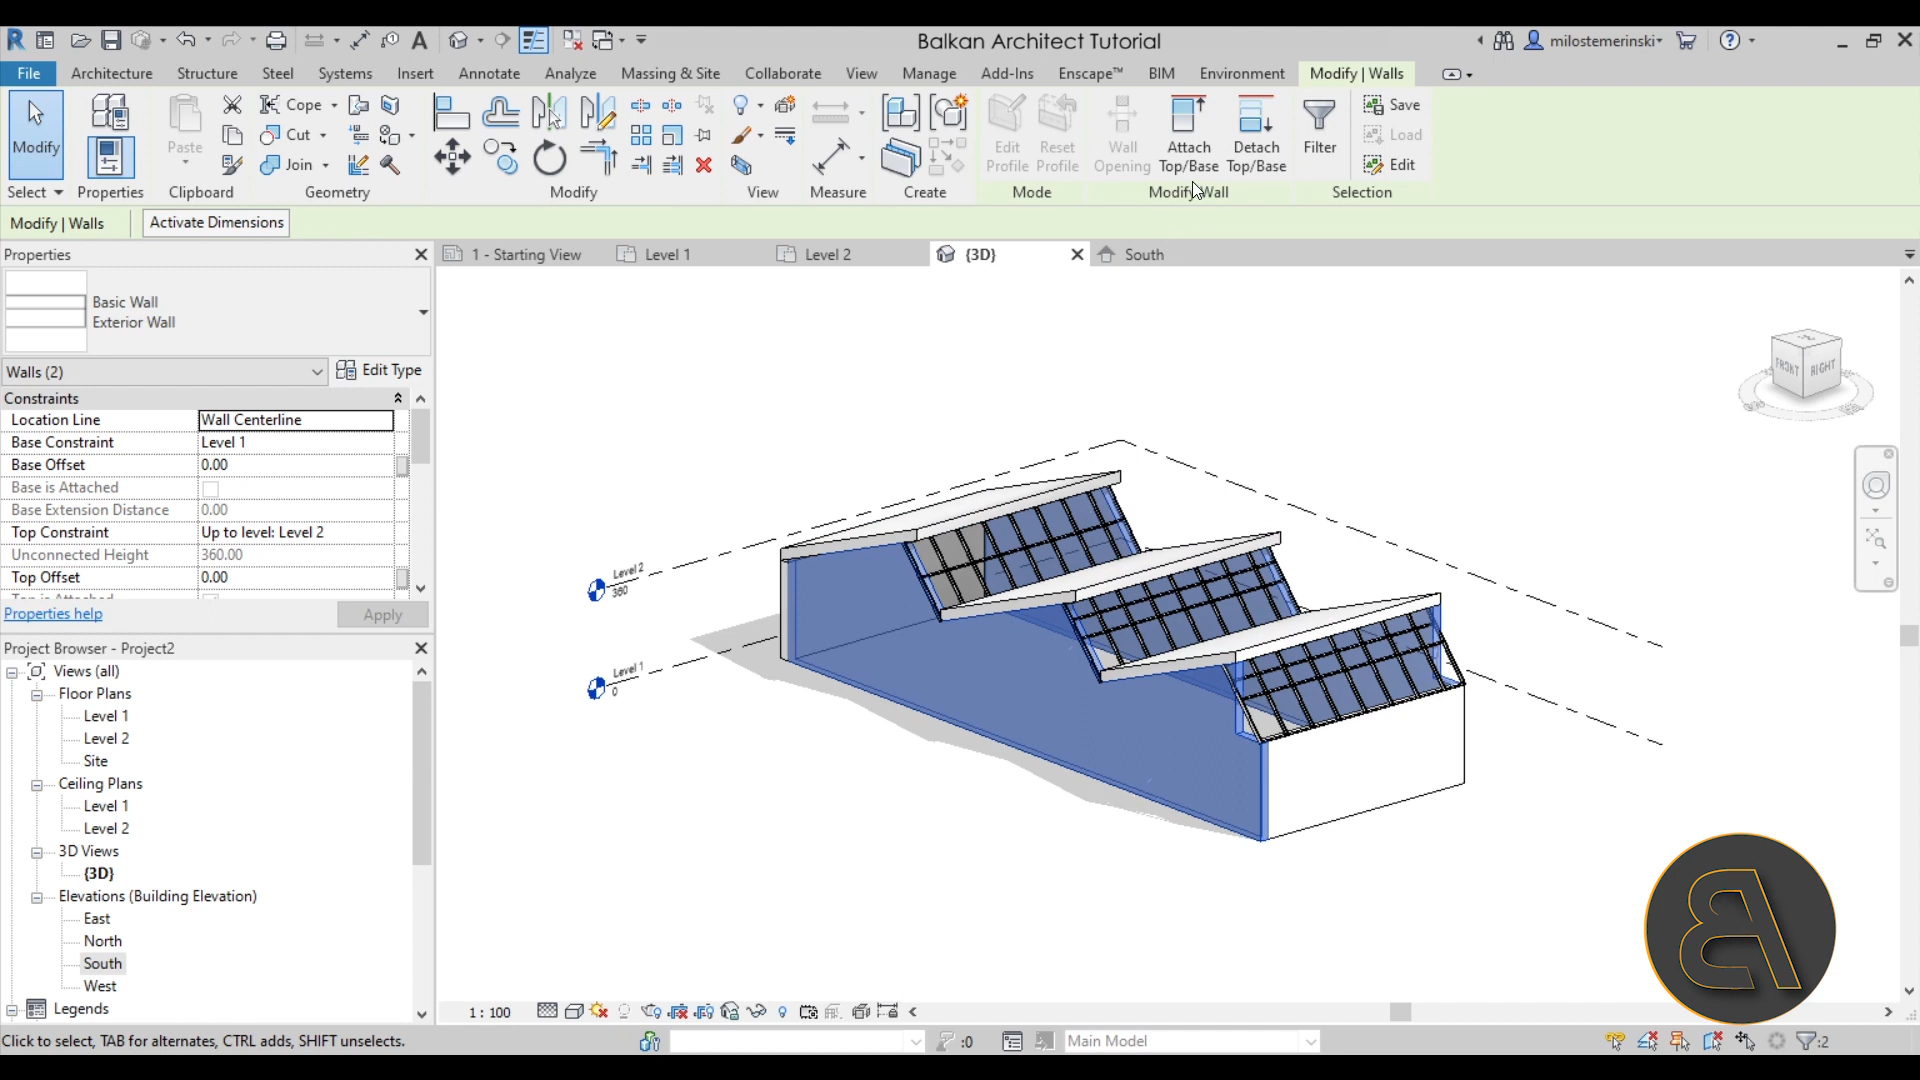 Balkan Architect Tutorial
milostemerinski
File Architecture Structure Steel Systems Insert Annotate Analyze Massing & Site Collaborate View Manage Add-Ins Enscape™ BIM Environment Modify | Walls
Modify
Paste
Cope
Cut
Join
Edit Profile
Reset Profile
Wall Opening
Attach Top/Base
Detach Top/Base
Filter
Save
Load
Edit
Select Properties Clipboard Geometry Modify View Measure Create Mode Modify Wall Selection
Modify | Walls Activate Dimensions
Properties
1 - Starting View Level 1 Level 2 {3D} South
Basic Wall
Exterior Wall
Walls (2) Edit Type
Constraints
Location Line Wall Centerline
Base Constraint Level 1
Base Offset 0.00
Base is Attached
Base Extension Distance 0.00
Top Constraint Up to level: Level 2
Unconnected Height 360.00
Top Offset 0.00
Top is Attached
Properties help Apply
FRONT RIGHT
Level 2
360
Level 1
0
Project Browser - Project2
Views (all)
Floor Plans
Level 1
Level 2
Site
Ceiling Plans
Level 1
Level 2
3D Views
{3D}
Elevations (Building Elevation)
East
North
South
West
Legends
1 : 100
Click to select, TAB for alternates, CTRL adds, SHIFT unselects.
:0
Main Model
:2